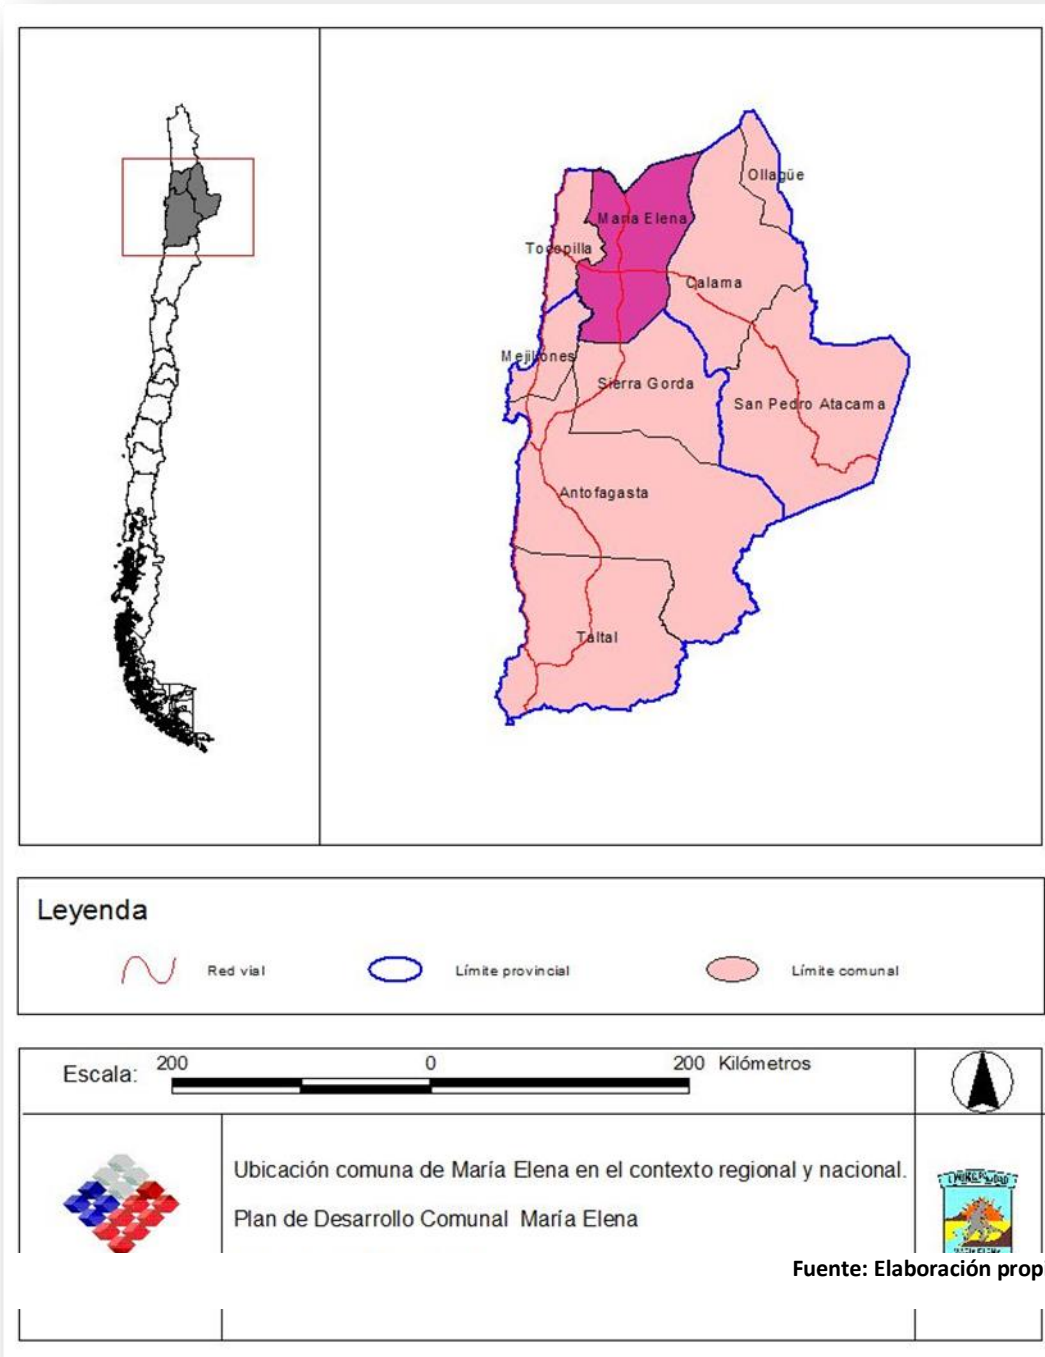 Ollagüe
María Elena
Tocopilla
Calama
Mejillones
Sierra Gorda
San Pedro Atacama
Antofagasta
Taltal
Leyenda
Red vial
Límite provincial
Límite comunal
Escala:
200 0 200 Kilómetros
Ubicación comuna de María Elena en el contexto regional y nacional.
Plan de Desarrollo Comunal María Elena
Fuente: Elaboración prop